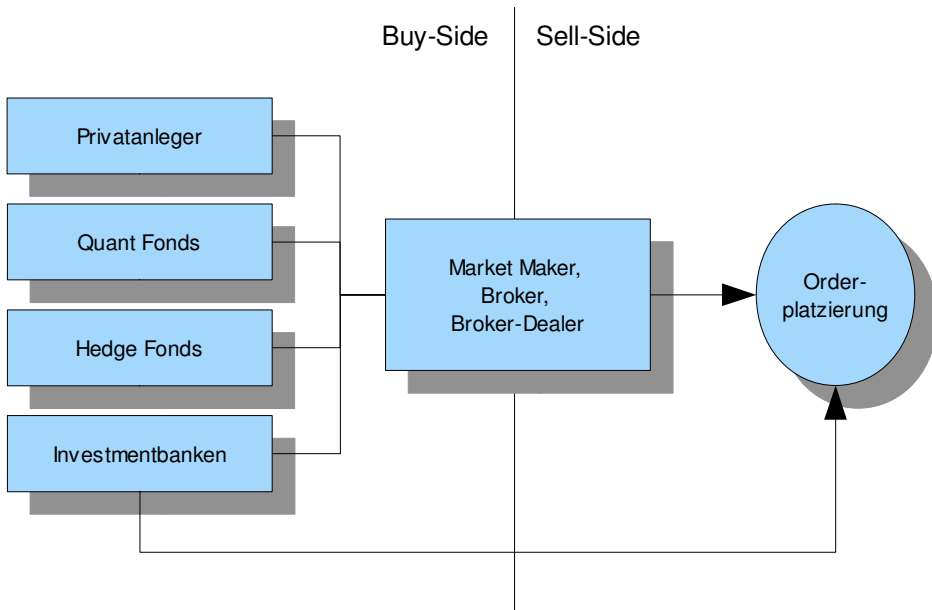 Buy-Side
Sell-Side
Privatanleger
Quant Fonds
Hedge Fonds
Investmentbanken
Market Maker,
Broker,
Broker-Dealer
Order-
platzierung